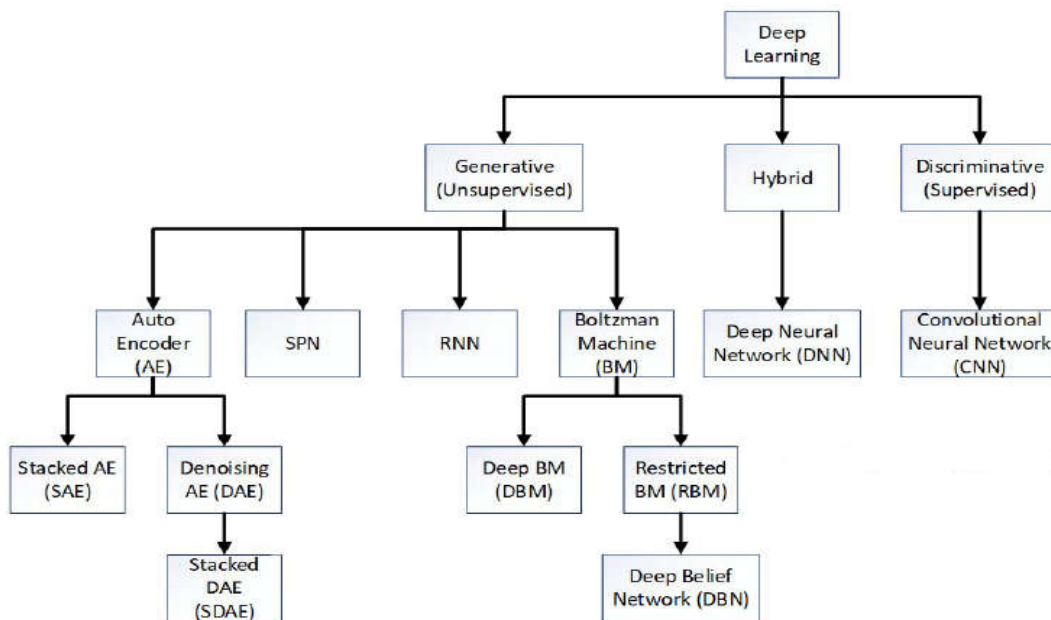 Deep
Learning
Generative
(Unsupervised)
Hybrid
Discriminative
(Supervised)
Auto
Encoder
(AE)
SPN
RNN
Boltzman
Machine
(BM)
Deep Neural
Network (DNN)
Convolutional
Neural Network
(CNN)
Stacked AE
(SAE)
Denoising
AE (DAE)
Deep BM
(DBM)
Restricted
BM (RBM)
Stacked
DAE
(SDAE)
Deep Belief
Network (DBN)